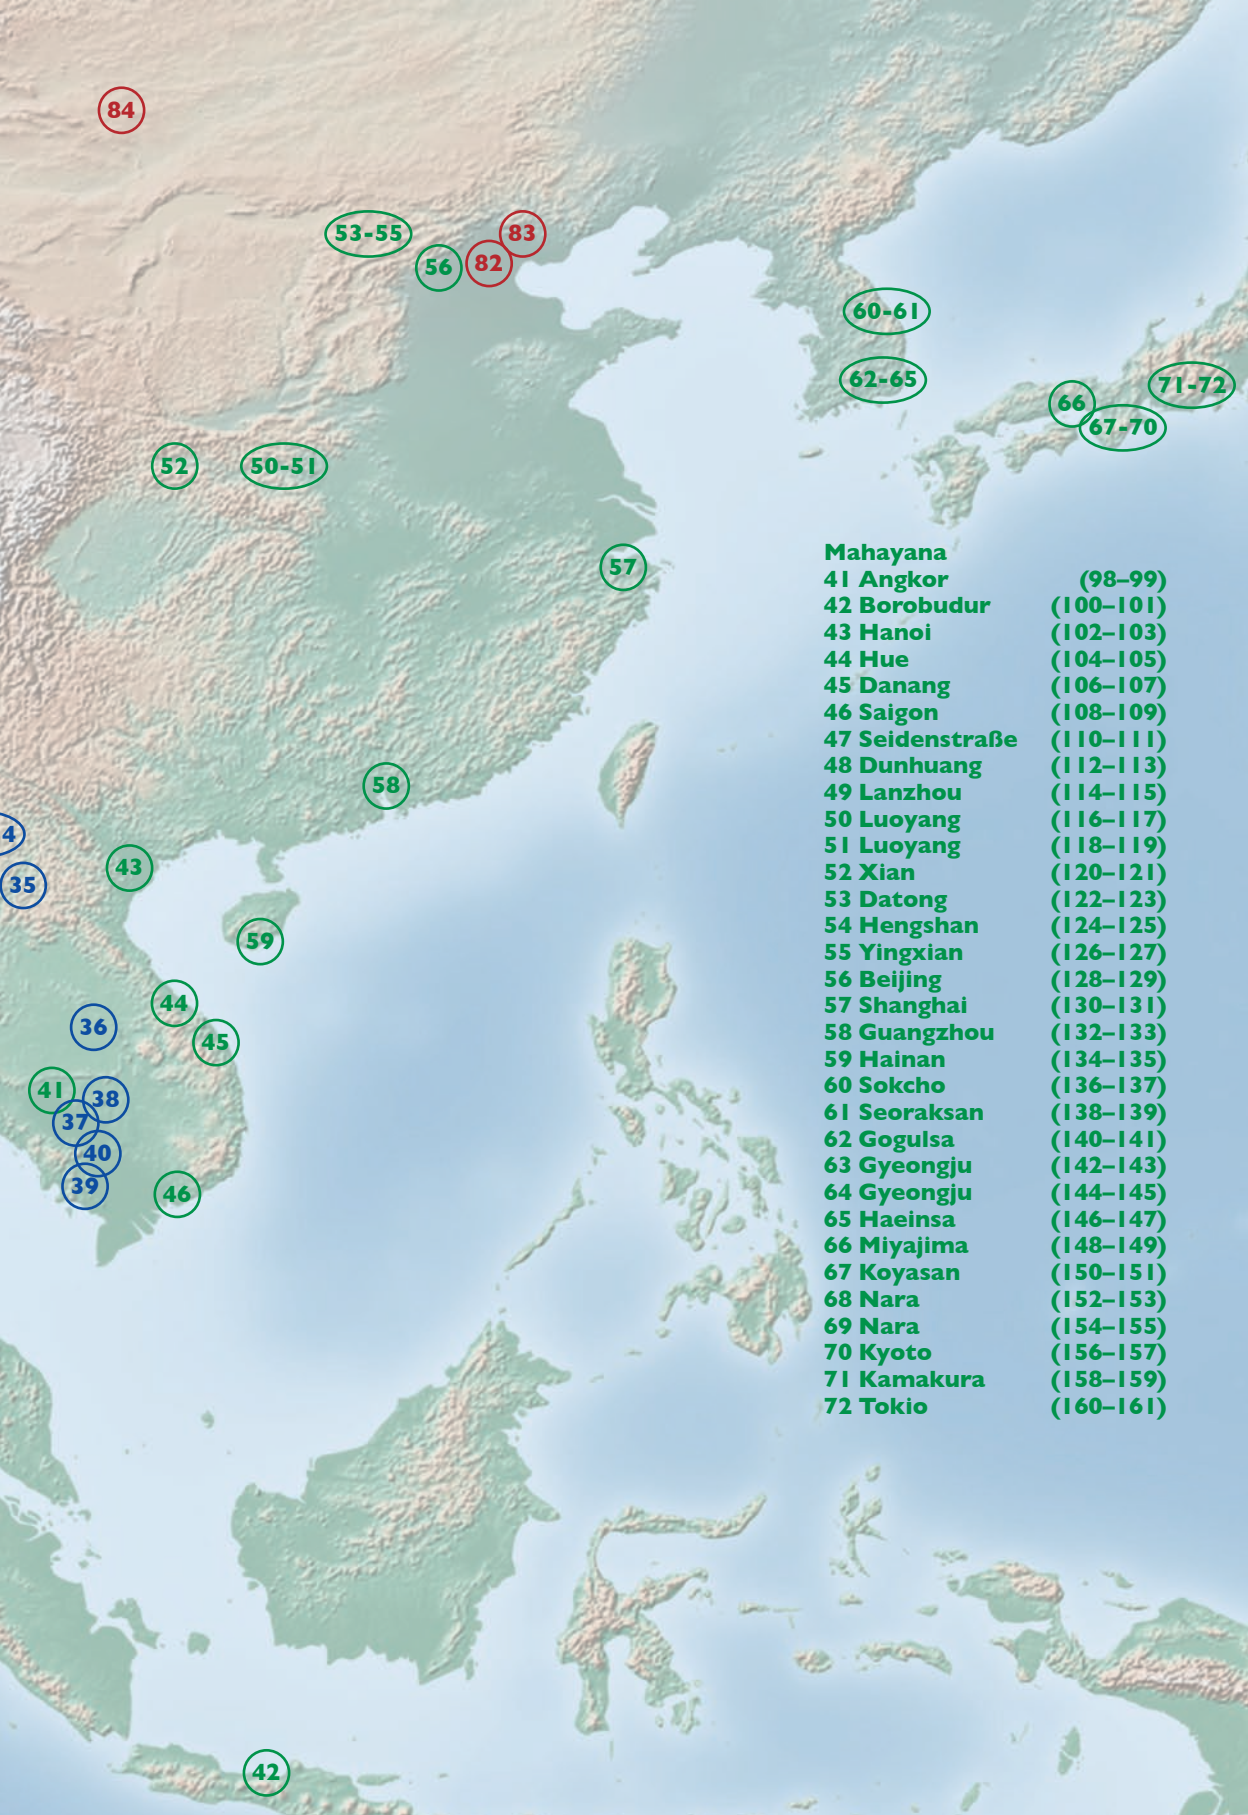 84
53-55
83
56
82
60-61
62-65
71-72
66
67-70
52
50-51
57
Mahayana
41 Angkor (98–99)
42 Borobudur (100–101)
43 Hanoi (102–103)
44 Hue (104–105)
45 Danang (106–107)
46 Saigon (108–109)
47 Seidenstraße (110–111)
48 Dunhuang (112–113)
49 Lanzhou (114–115)
50 Luoyang (116–117)
51 Luoyang (118–119)
52 Xian (120–121)
53 Datong (122–123)
54 Hengshan (124–125)
55 Yingxian (126–127)
56 Beijing (128–129)
57 Shanghai (130–131)
58 Guangzhou (132–133)
59 Hainan (134–135)
60 Sokcho (136–137)
61 Seoraksan (138–139)
62 Gogulsa (140–141)
63 Gyeongju (142–143)
64 Gyeongju (144–145)
65 Haeinsa (146–147)
66 Miyajima (148–149)
67 Koyasan (150–151)
68 Nara (152–153)
69 Nara (154–155)
70 Kyoto (156–157)
71 Kamakura (158–159)
72 Tokio (160–161)
58
4
43
35
59
44
36
45
41
38
37
40
39
46
42